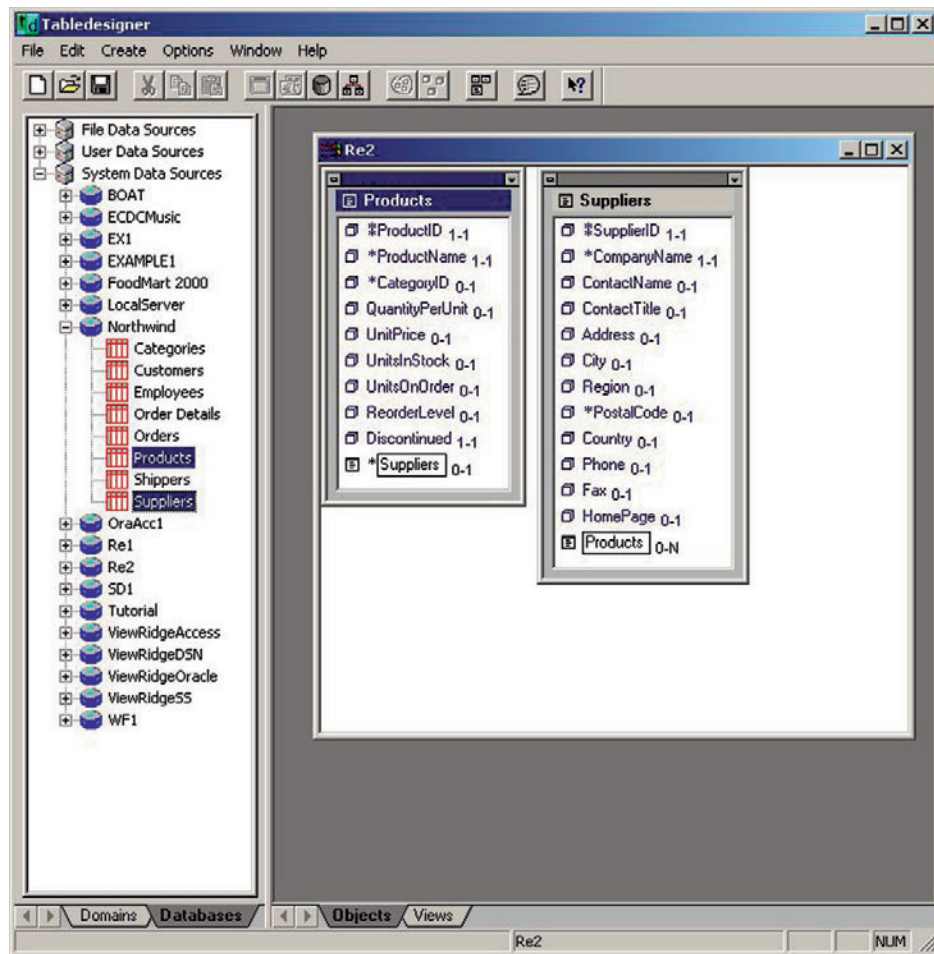 Tabledesigner
File Edit Create Options Window Help
File Data Sources
User Data Sources
System Data Sources
BOAT
ECDCMusic
EX1
EXAMPLE1
FoodMart 2000
LocalServer
Northwind
Categories
Customers
Employees
Order Details
Orders
Products
Shippers
Suppliers
OraAcc1
Re1
Re2
SD1
Tutorial
ViewRidgeAccess
ViewRidgeDSN
ViewRidgeOracle
ViewRidgeSS
WF1
Domains Databases
Re2
Products
*ProductID 1-1
*ProductName 1-1
*CategoryID 0-1
QuantityPerUnit 0-1
UnitPrice 0-1
UnitsInStock 0-1
UnitsOnOrder 0-1
ReorderLevel 0-1
Discontinued 1-1
*Suppliers 0-1
Suppliers
*SupplierID 1-1
*CompanyName 1-1
ContactName 0-1
ContactTitle 0-1
Address 0-1
City 0-1
Region 0-1
*PostalCode 0-1
Country 0-1
Phone 0-1
Fax 0-1
HomePage 0-1
Products 0-N
Objects Views
Re2 NUM